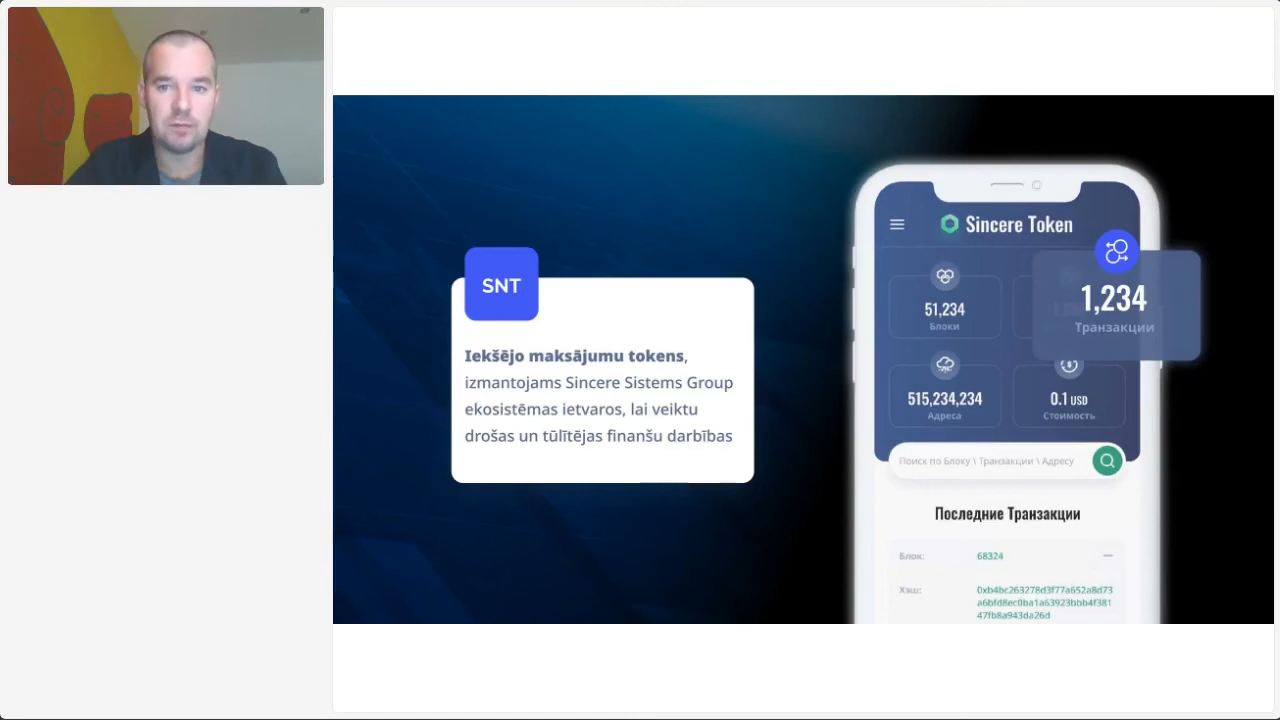 SNT
Iekšējo maksājumu tokens,
izmantojams Sincere Sistems Group
ekosistēmas ietvaros, lai veiktu
drošas un tūlītējas finanšu darbības
Sincere Token
51,234
Блоки
1,234
Транзакции
515,234,234
Адреса
0.1 USD
Стоимость
Поиск по Блоку \ Транзакции \ Адресу
Последние Транзакции
Блок: 68324
Хэш: 0xb4bc263278d3f77a652a8d73
a6bfd8ec0ba1a63923bbb4f381
47fb8a943da26d